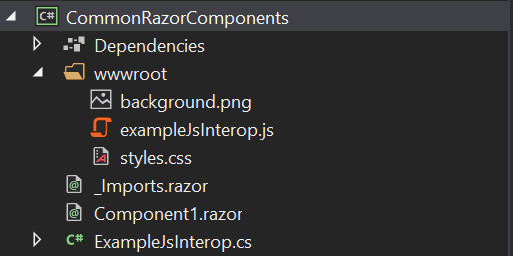 C# CommonRazorComponents
Dependencies
wwwroot
background.png
exampleJsInterop.js
styles.css
@ _Imports.razor
@ Component1.razor
C# ExampleJsInterop.cs